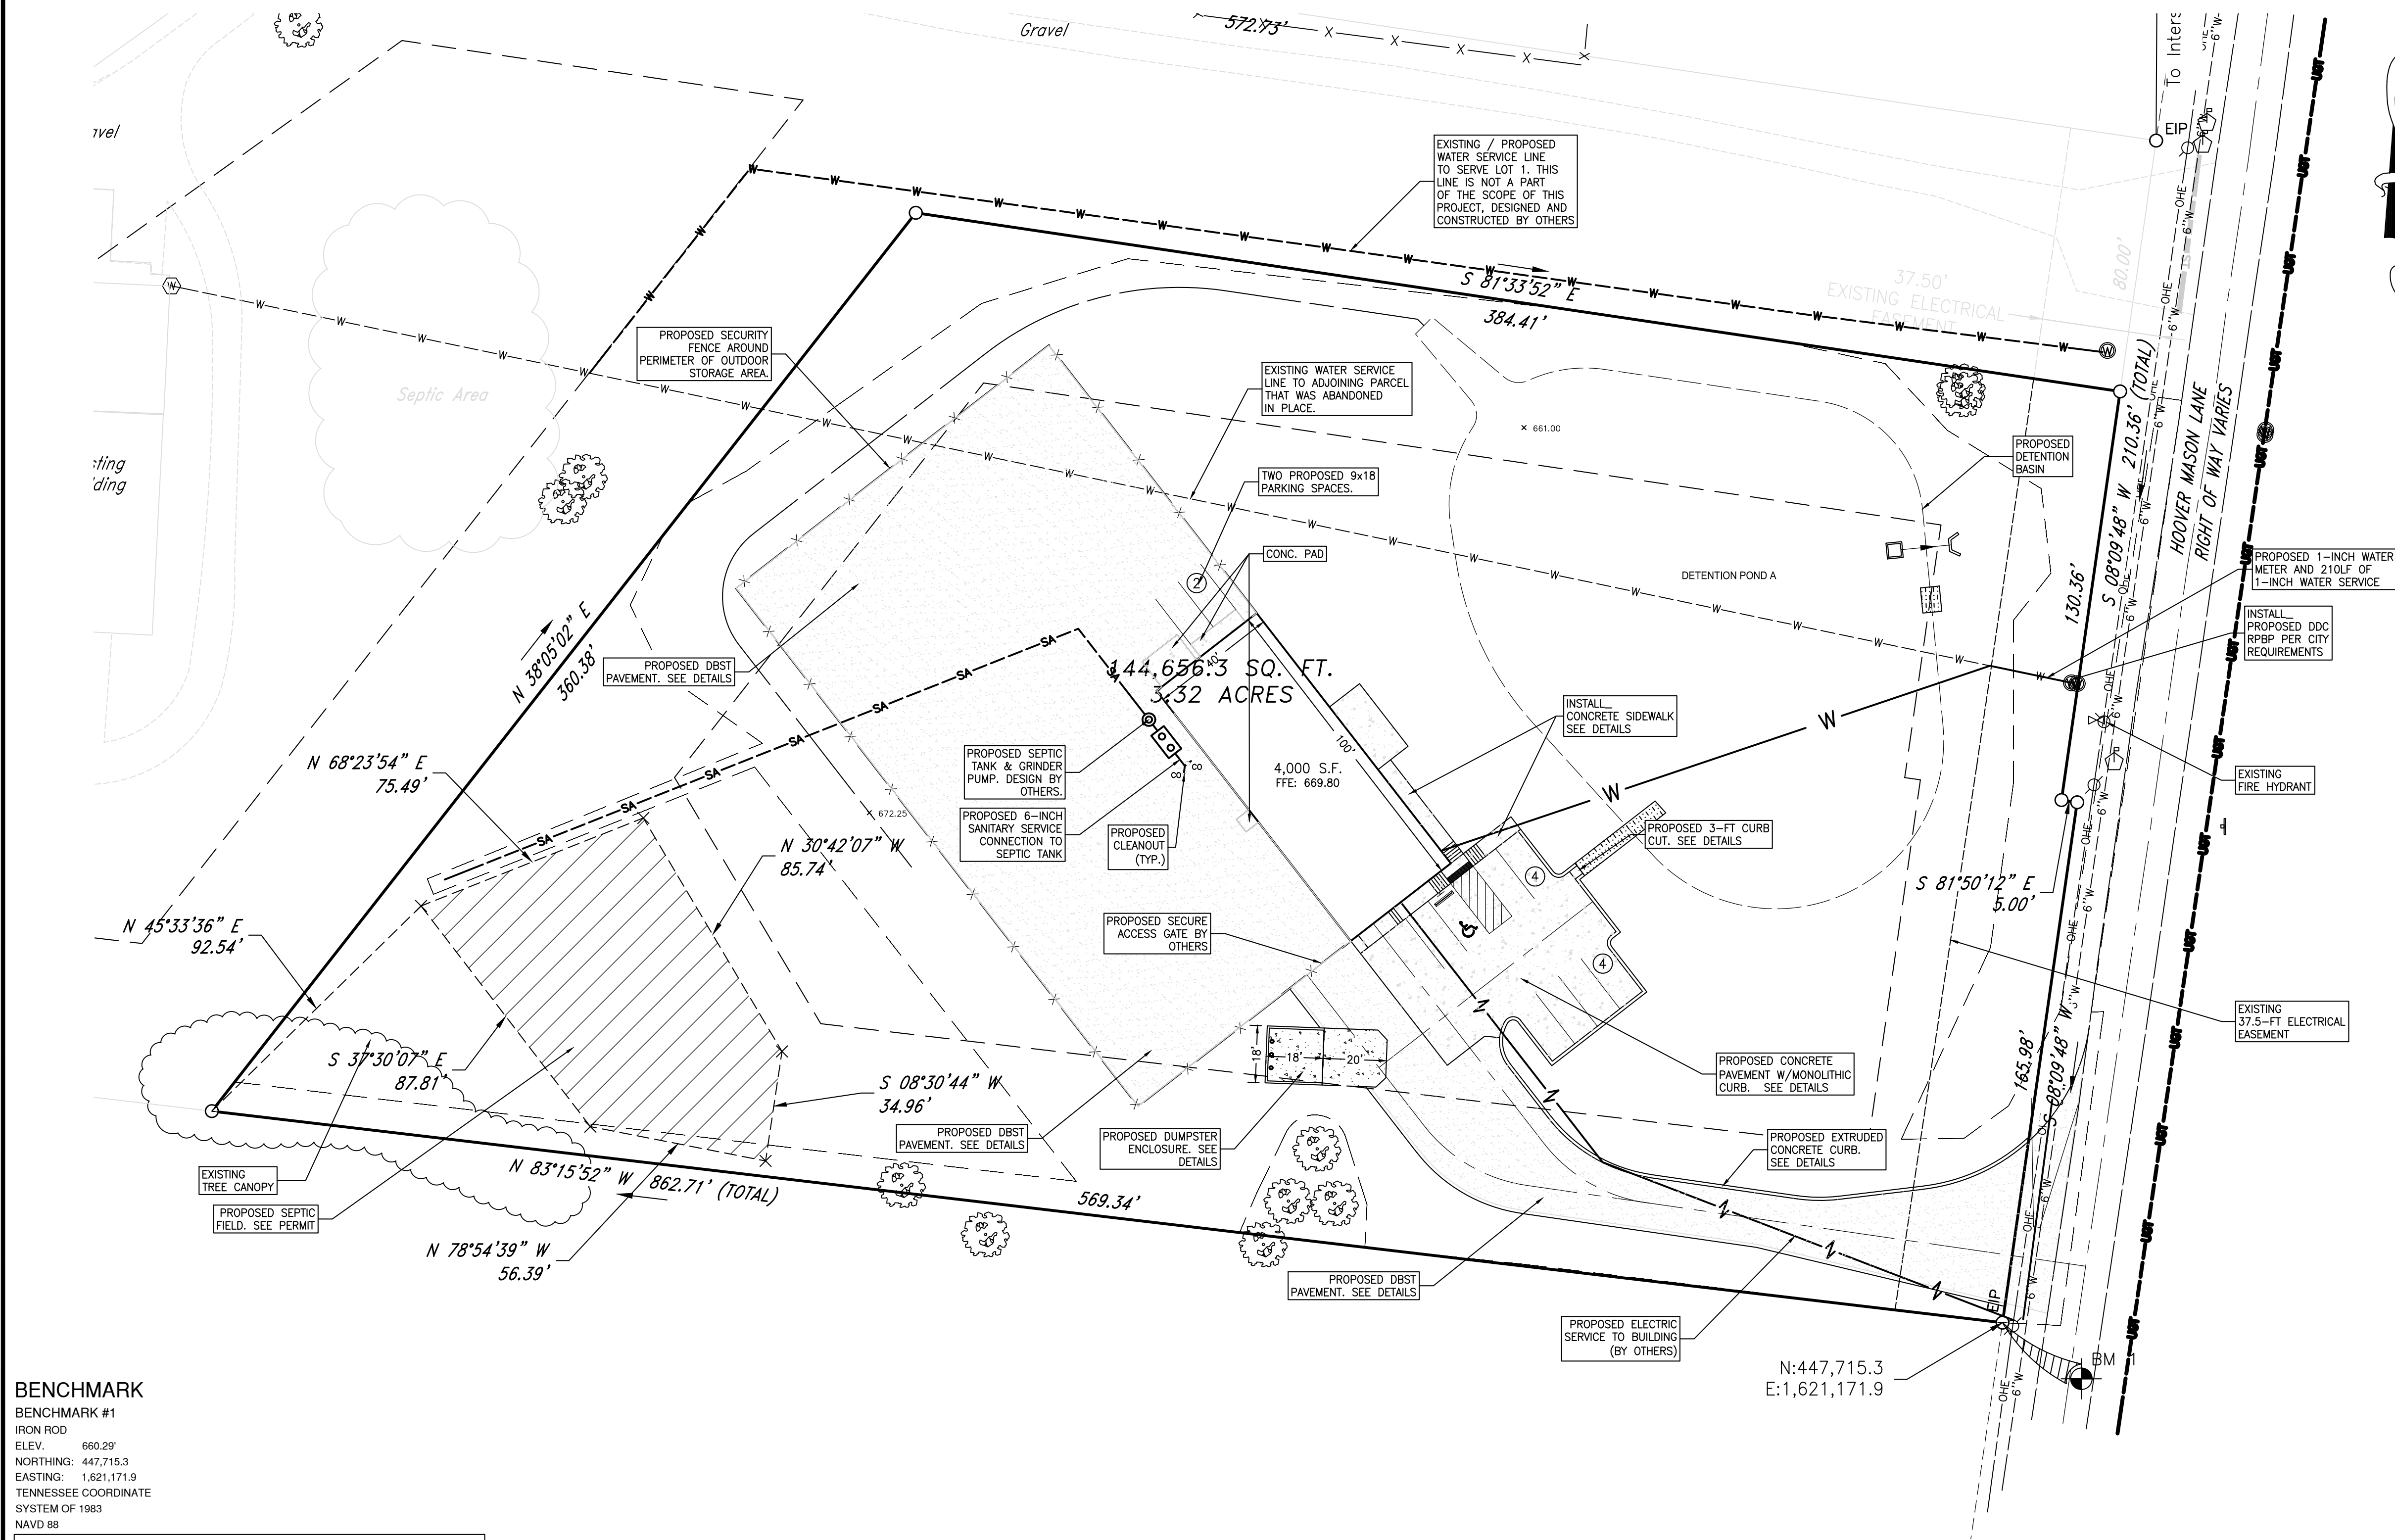 Gravel
572.73'
X X X X X
To Inters
EIP
EXISTING / PROPOSED
WATER SERVICE LINE
TO SERVE LOT 1. THIS
LINE IS NOT A PART
OF THE SCOPE OF THIS
PROJECT, DESIGNED AND
CONSTRUCTED BY OTHERS
S 81°33'52" E
384.41'
37.50'
EXISTING ELECTRICAL
EASEMENT
80.00'
Septic Area
PROPOSED SECURITY
FENCE AROUND
PERIMETER OF OUTDOOR
STORAGE AREA.
EXISTING WATER SERVICE
LINE TO ADJOINING PARCEL
THAT WAS ABANDONED
IN PLACE.
× 661.00
PROPOSED
DETENTION
BASIN
TWO PROPOSED 9x18
PARKING SPACES.
CONC. PAD
2
DETENTION POND A
S 08°09'48" W 210.36' (TOTAL)
130.36'
HOOVER MASON LANE
RIGHT OF WAY VARIES
PROPOSED 1-INCH WATER
METER AND 210LF OF
1-INCH WATER SERVICE
INSTALL_
PROPOSED DDC
RPBP PER CITY
REQUIREMENTS
N 38°05'02" E
360.38'
PROPOSED DBST
PAVEMENT. SEE DETAILS
40'
144,656.3 SQ. FT.
3.32 ACRES
100'
INSTALL_
CONCRETE SIDEWALK
SEE DETAILS
4,000 S.F.
FFE: 669.80
PROPOSED SEPTIC
TANK & GRINDER
PUMP. DESIGN BY
OTHERS.
CO CO
PROPOSED 6-INCH
SANITARY SERVICE
CONNECTION TO
SEPTIC TANK
PROPOSED
CLEANOUT
(TYP.)
× 672.25
EXISTING
FIRE HYDRANT
PROPOSED 3-FT CURB
CUT. SEE DETAILS
4
4
S 81°50'12" E
5.00'
N 68°23'54" E
75.49'
N 30°42'07" W
85.74'
N 45°33'36" E
92.54'
PROPOSED SECURE
ACCESS GATE BY
OTHERS
EXISTING
37.5-FT ELECTRICAL
EASEMENT
S 37°30'07" E
87.81'
S 08°30'44" W
34.96'
18'
18'
20'
PROPOSED CONCRETE
PAVEMENT W/MONOLITHIC
CURB. SEE DETAILS
165.98'
S 08°09'48" W
PROPOSED DBST
PAVEMENT. SEE DETAILS
PROPOSED DUMPSTER
ENCLOSURE. SEE
DETAILS
PROPOSED EXTRUDED
CONCRETE CURB.
SEE DETAILS
EXISTING
TREE CANOPY
PROPOSED SEPTIC
FIELD. SEE PERMIT
N 83°15'52" W 862.71' (TOTAL)
569.34'
N 78°54'39" W
56.39'
PROPOSED DBST
PAVEMENT. SEE DETAILS
PROPOSED ELECTRIC
SERVICE TO BUILDING
(BY OTHERS)
EIP
N:447,715.3
E:1,621,171.9
BM 1
BENCHMARK
BENCHMARK #1
IRON ROD
ELEV. 660.29'
NORTHING: 447,715.3
EASTING: 1,621,171.9
TENNESSEE COORDINATE
SYSTEM OF 1983
NAVD 88